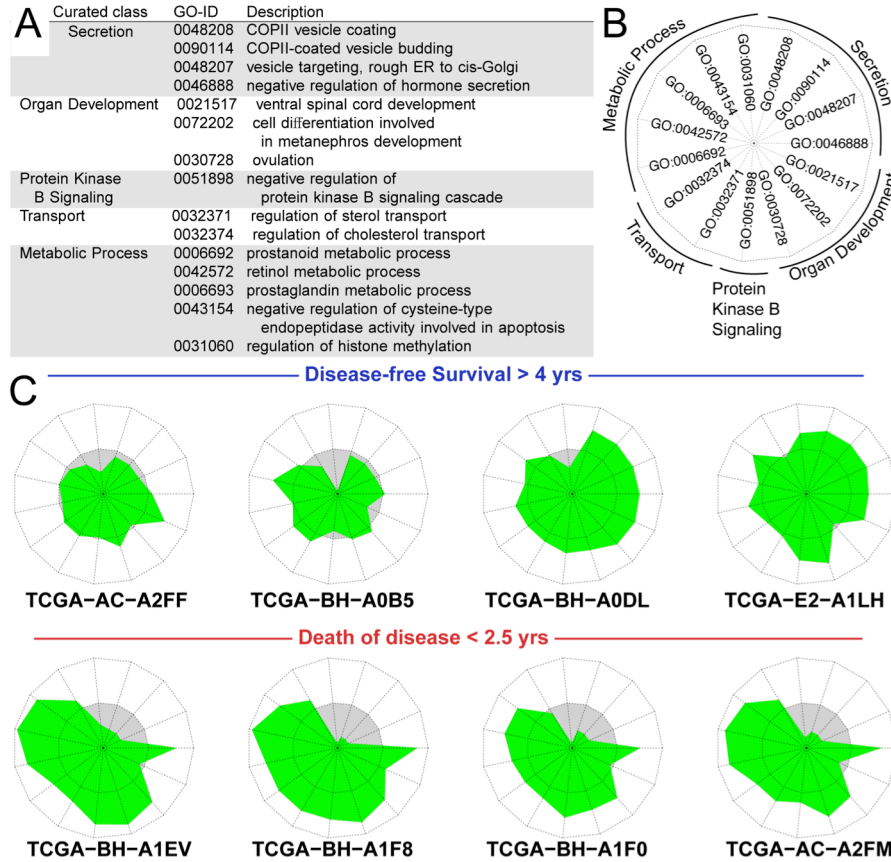 A
Curated class GO-ID Description
Secretion 0048208 COPII vesicle coating
0090114 COPII-coated vesicle budding
0048207 vesicle targeting, rough ER to cis-Golgi
0046888 negative regulation of hormone secretion
Organ Development 0021517 ventral spinal cord development
0072202 cell differentiation involved
in metanephros development
0030728 ovulation
Protein Kinase 0051898 negative regulation of
B Signaling protein kinase B signaling cascade
Transport 0032371 regulation of sterol transport
0032374 regulation of cholesterol transport
Metabolic Process 0006692 prostanoid metabolic process
0042572 retinol metabolic process
0006693 prostaglandin metabolic process
0043154 negative regulation of cysteine-type
endopeptidase activity involved in apoptosis
0031060 regulation of histone methylation
B
Metabolic Process
Secretion
Organ Development
Protein
Kinase B
Signaling
Transport
GO:0048208
GO:0090114
GO:0048207
GO:0046888
GO:0021517
GO:0072202
GO:0030728
GO:0051898
GO:0032371
GO:0032374
GO:0006692
GO:0042572
GO:0006693
GO:0043154
GO:0031060
C
Disease-free Survival > 4 yrs
TCGA−AC−A2FF TCGA−BH−A0B5 TCGA−BH−A0DL TCGA−E2−A1LH
Death of disease < 2.5 yrs
TCGA−BH−A1EV TCGA−BH−A1F8 TCGA−BH−A1F0 TCGA−AC−A2FM